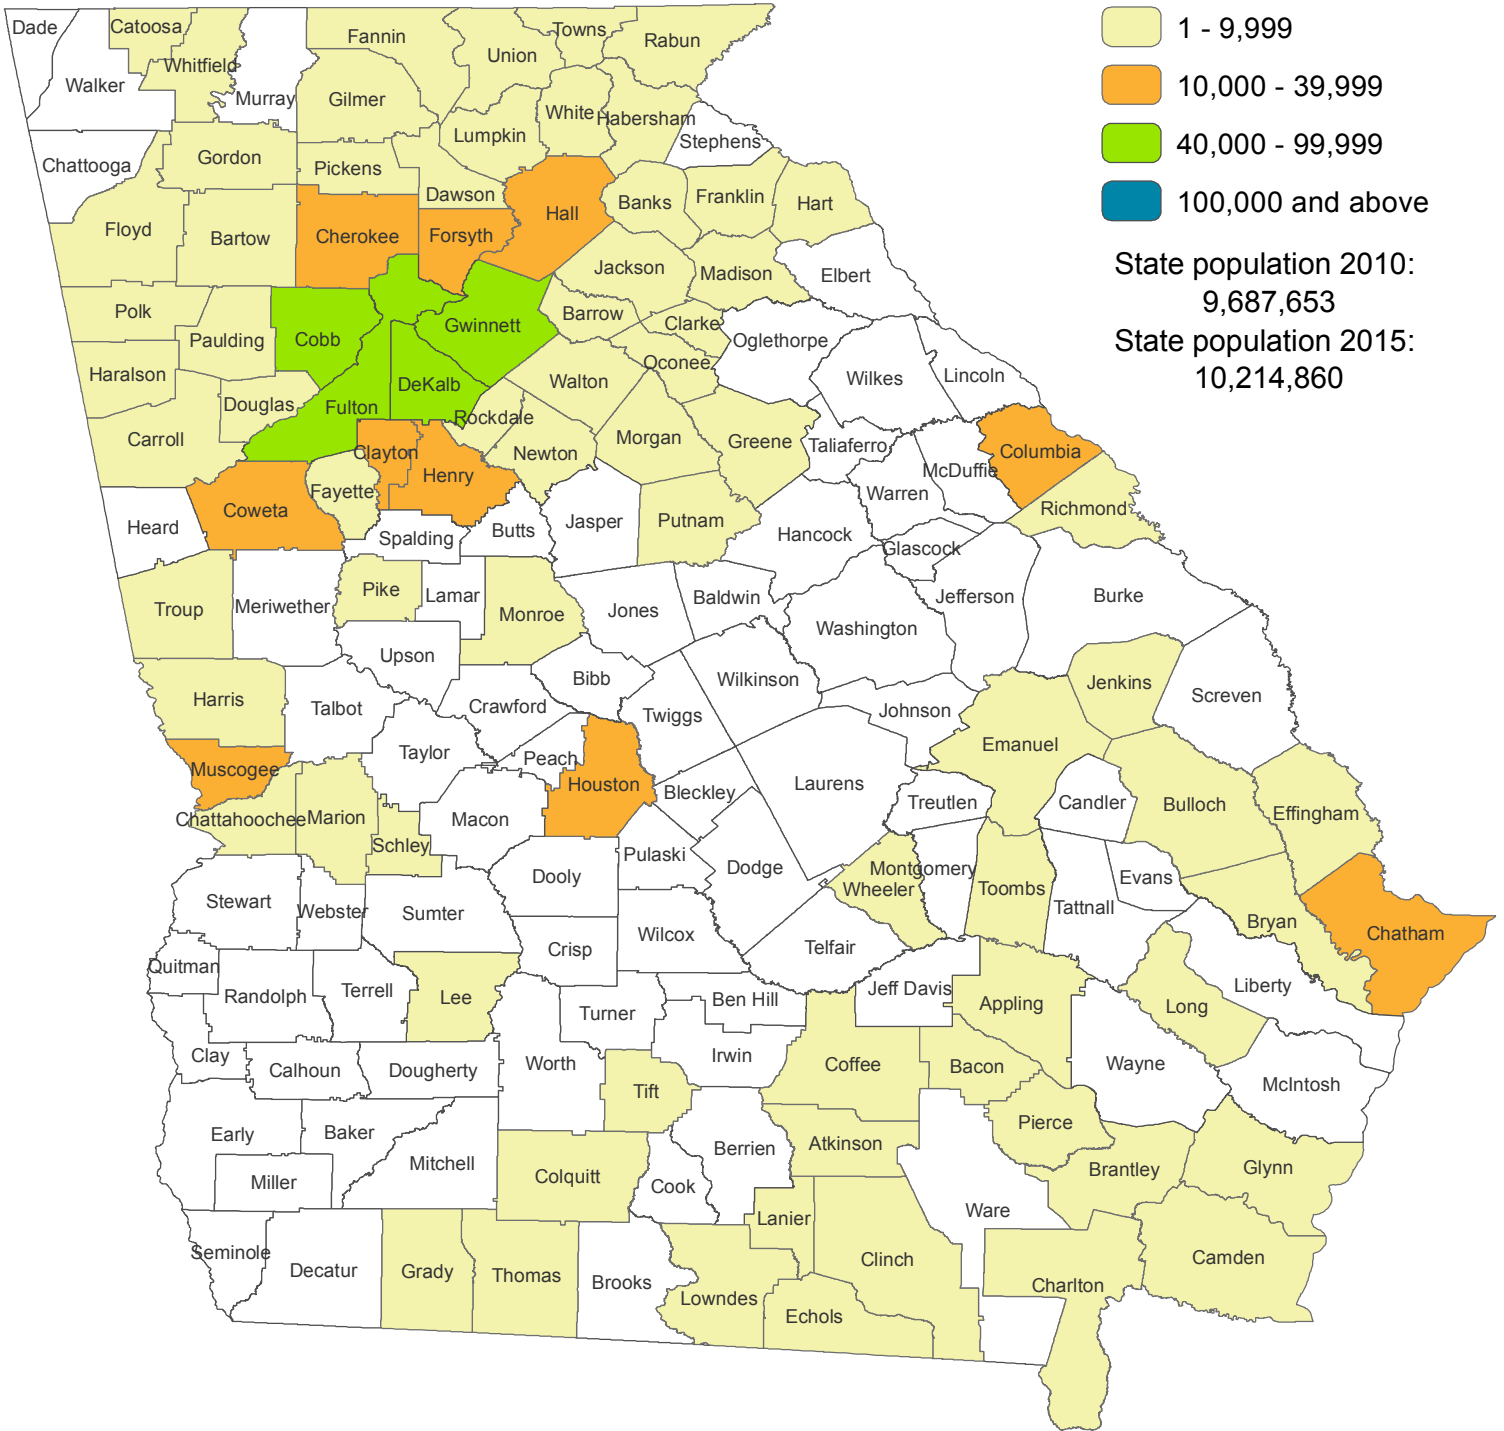 1 - 9,999
10,000 - 39,999
40,000 - 99,999
100,000 and above
State population 2010:
9,687,653
State population 2015:
10,214,860
Dade
Catoosa
Fannin
Towns
Rabun
Union
Walker
Whitfield
Murray
Gilmer
White
Habersham
Lumpkin
Stephens
Chattooga
Gordon
Pickens
Dawson
Banks
Franklin
Hart
Hall
Floyd
Bartow
Cherokee
Forsyth
Jackson
Madison
Elbert
Polk
Paulding
Cobb
Gwinnett
Barrow
Clarke
Oglethorpe
Oconee
Haralson
Douglas
Fulton
DeKalb
Walton
Wilkes
Lincoln
Rockdale
Carroll
Clayton
Newton
Morgan
Greene
Taliaferro
McDuffie
Columbia
Henry
Fayette
Coweta
Warren
Richmond
Heard
Spalding
Butts
Jasper
Putnam
Hancock
Glascock
Troup
Meriwether
Pike
Lamar
Monroe
Jones
Baldwin
Washington
Jefferson
Burke
Upson
Bibb
Wilkinson
Jenkins
Screven
Harris
Talbot
Crawford
Twiggs
Johnson
Emanuel
Taylor
Peach
Muscogee
Houston
Bleckley
Laurens
Treutlen
Candler
Bulloch
Effingham
Chattahoochee
Marion
Macon
Schley
Pulaski
Dooly
Dodge
Montgomery
Wheeler
Toombs
Evans
Tattnall
Bryan
Chatham
Stewart
Webster
Sumter
Crisp
Wilcox
Telfair
Quitman
Randolph
Terrell
Lee
Turner
Ben Hill
Jeff Davis
Appling
Long
Liberty
Clay
Calhoun
Dougherty
Worth
Irwin
Coffee
Bacon
Wayne
McIntosh
Tift
Early
Baker
Mitchell
Berrien
Atkinson
Pierce
Brantley
Glynn
Miller
Colquitt
Cook
Ware
Lanier
Seminole
Decatur
Grady
Thomas
Brooks
Lowndes
Echols
Clinch
Charlton
Camden